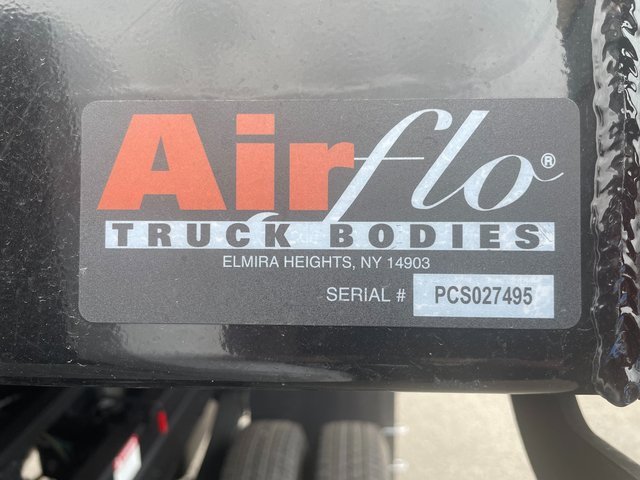 Airflo®
TRUCK BODIES
ELMIRA HEIGHTS, NY 14903
SERIAL # PCS027495